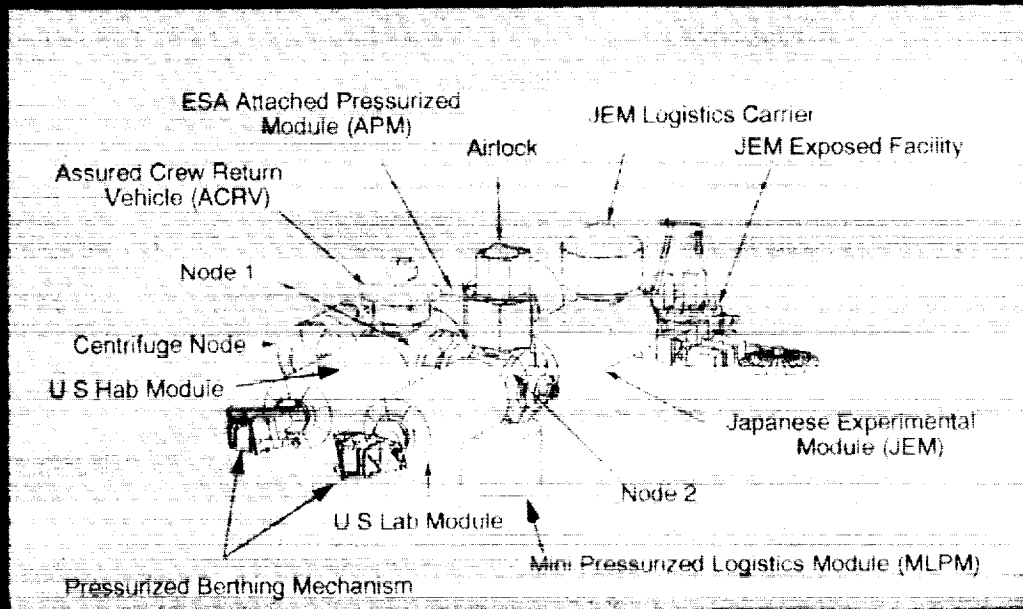 ESA Attached Pressurized
Module (APM)
JEM Logistics Carrier
Airlock
JEM Exposed Facility
Assured Crew Return
Vehicle (ACRV)
Node 1
Centrifuge Node
U S Hab Module
Japanese Experimental
Module (JEM)
Node 2
U S Lab Module
Mini Pressurized Logistics Module (MLPM)
Pressurized Berthing Mechanism